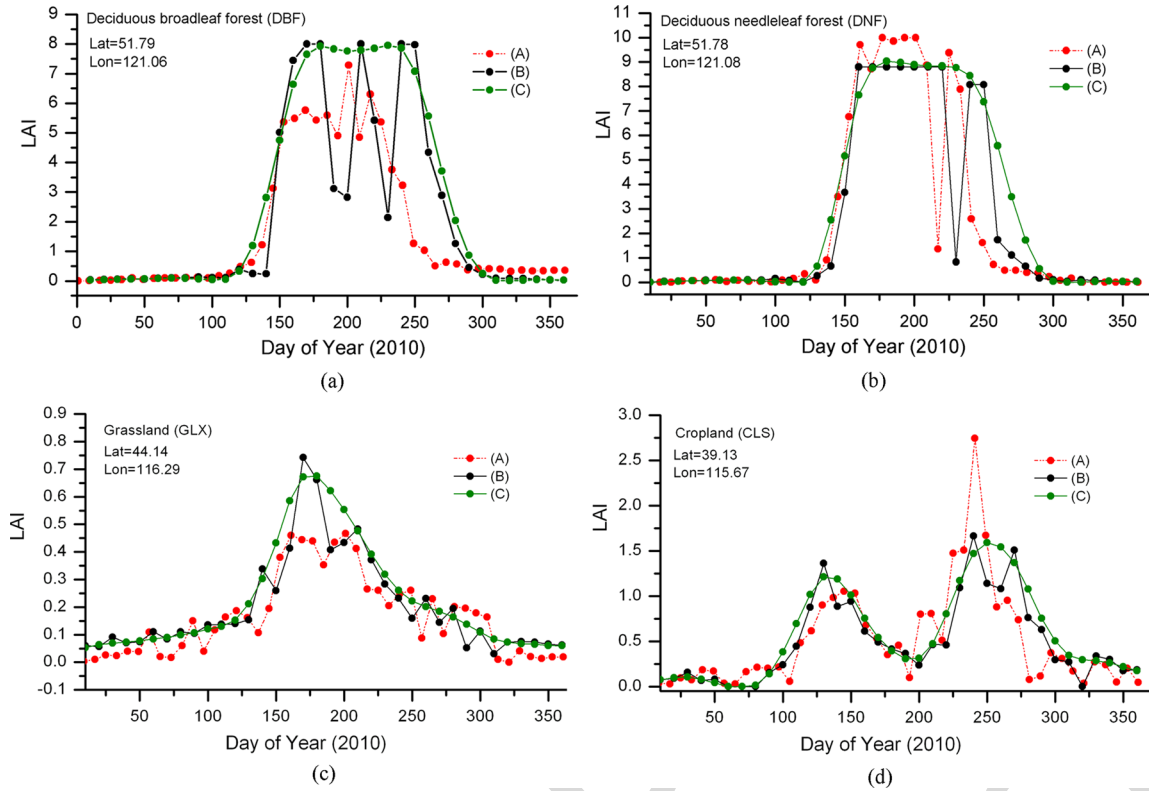 Deciduous broadleaf forest (DBF)
Lat=51.79
Lon=121.06
(A)
(B)
(C)
LAI
8
7
6
5
4
3
2
1
0
0 50 100 150 200 250 300 350
Day of Year (2010)
(a)
Deciduous needleleaf forest (DNF)
Lat=51.78
Lon=121.08
(A)
(B)
(C)
LAI
11
10
9
8
7
6
5
4
3
2
1
0
50 100 150 200 250 300 350
Day of Year (2010)
(b)
Grassland (GLX)
Lat=44.14
Lon=116.29
(A)
(B)
(C)
LAI
0.9
0.8
0.7
0.6
0.5
0.4
0.3
0.2
0.1
0.0
-0.1
50 100 150 200 250 300 350
Day of Year (2010)
(c)
Cropland (CLS)
Lat=39.13
Lon=115.67
(A)
(B)
(C)
LAI
3.0
2.5
2.0
1.5
1.0
0.5
0.0
50 100 150 200 250 300 350
Day of Year (2010)
(d)